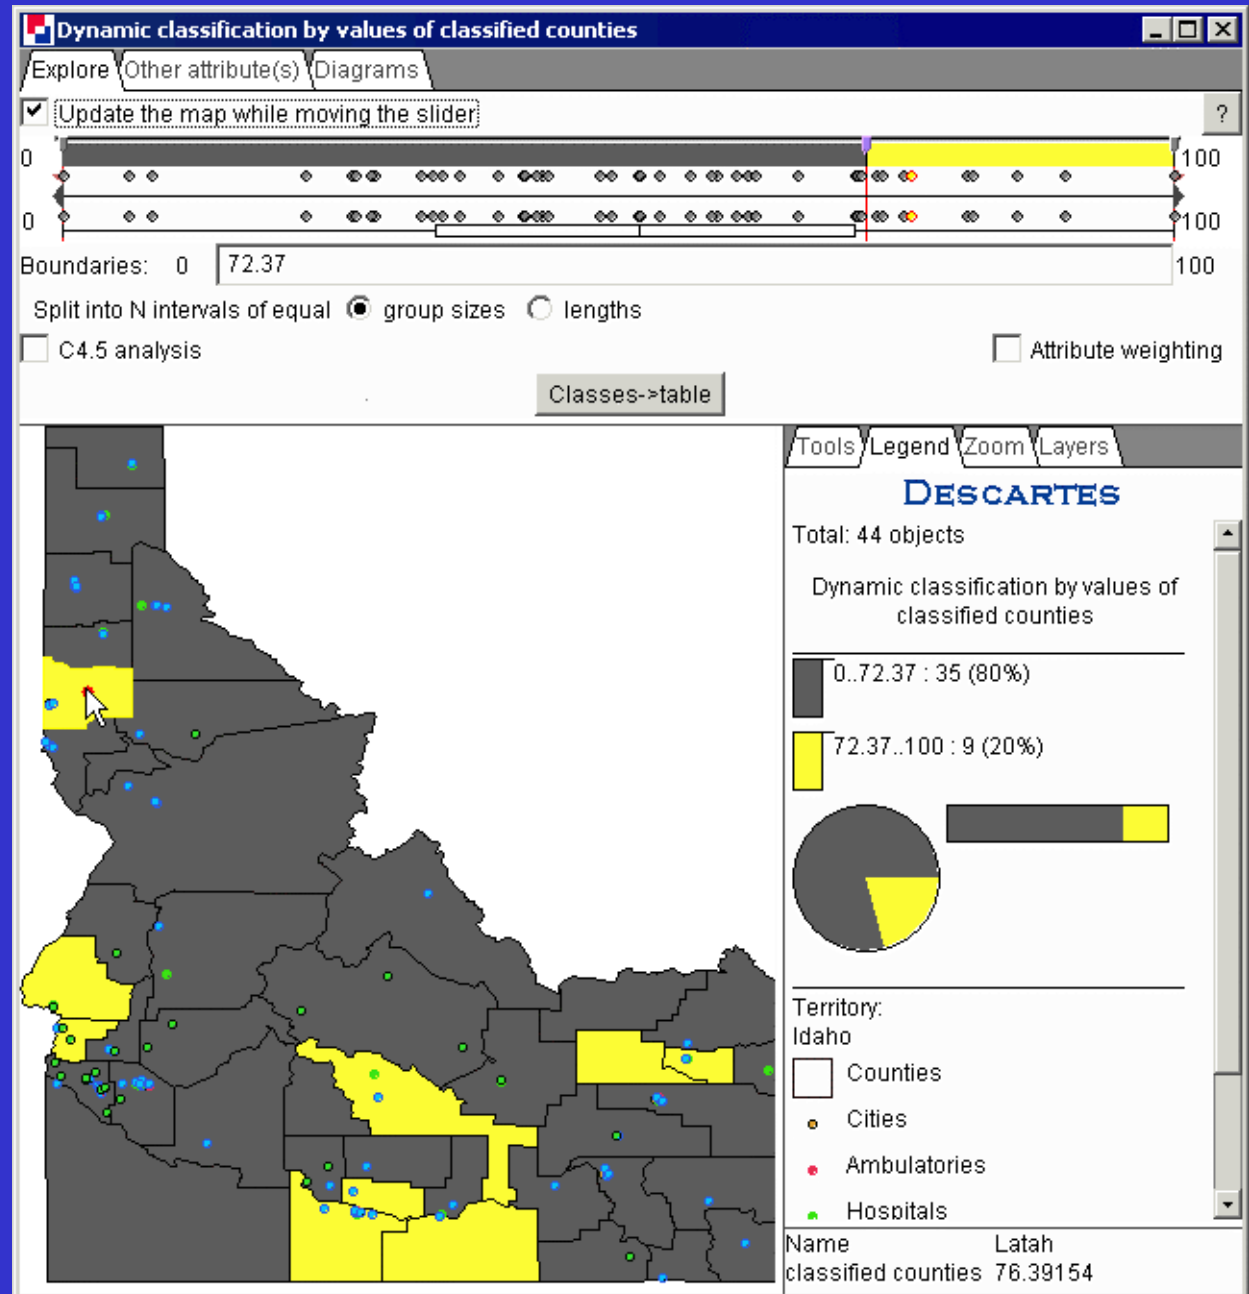 Dynamic classification by values of classified counties
Explore Other attribute(s) Diagrams
Update the map while moving the slider ?
0 100
0 100
Boundaries: 0 72.37 100
Split into N intervals of equal group sizes lengths
C4.5 analysis Attribute weighting
Classes->table
Tools Legend Zoom Layers
DESCARTES
Total: 44 objects
Dynamic classification by values of
classified counties
0..72.37 : 35 (80%)
72.37..100 : 9 (20%)
Territory:
Idaho
Counties
Cities
Ambulatories
Hospitals
Name Latah
classified counties 76.39154